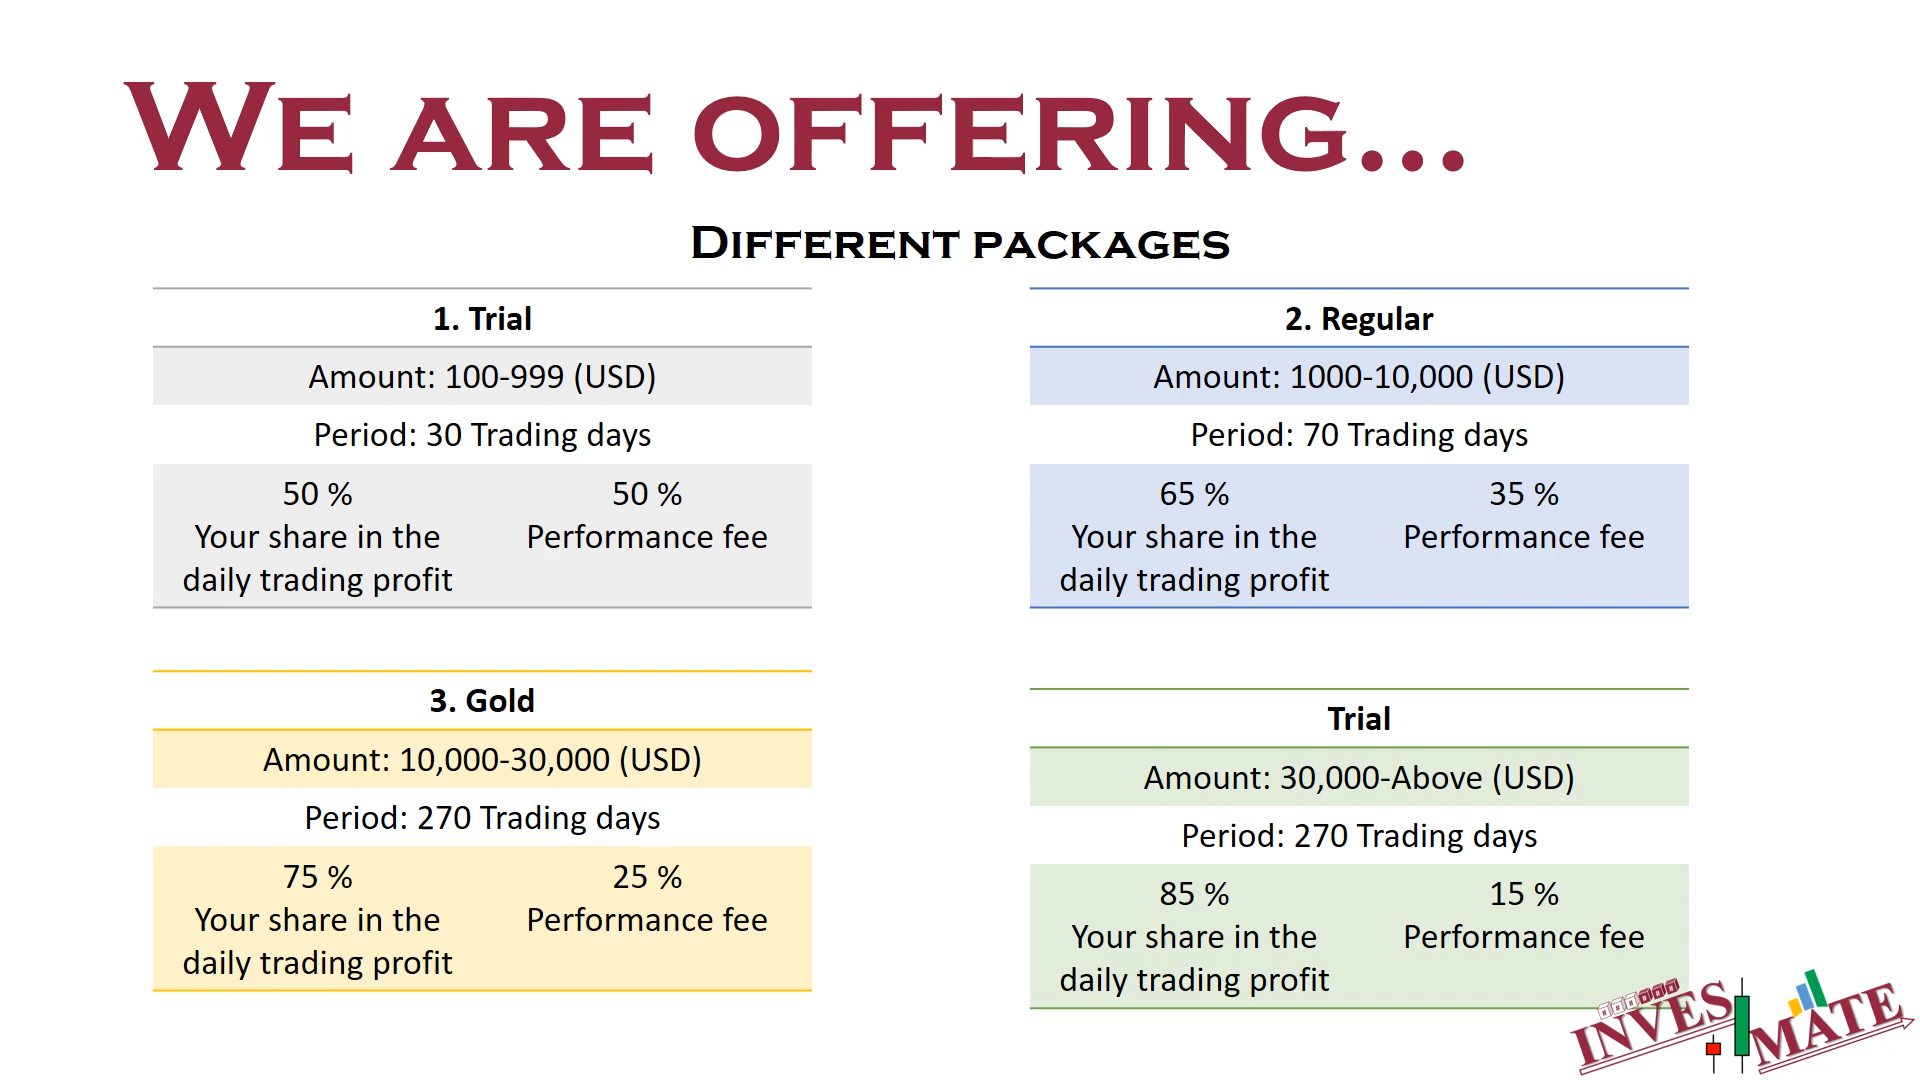 We are offering...
Different packages
1. Trial
Amount: 100-999 (USD)
Period: 30 Trading days
50 %
Your share in the
daily trading profit
50 %
Performance fee
2. Regular
Amount: 1000-10,000 (USD)
Period: 70 Trading days
65 %
Your share in the
daily trading profit
35 %
Performance fee
3. Gold
Amount: 10,000-30,000 (USD)
Period: 270 Trading days
75 %
Your share in the
daily trading profit
25 %
Performance fee
Trial
Amount: 30,000-Above (USD)
Period: 270 Trading days
85 %
Your share in the
daily trading profit
15 %
Performance fee
INVES MATE